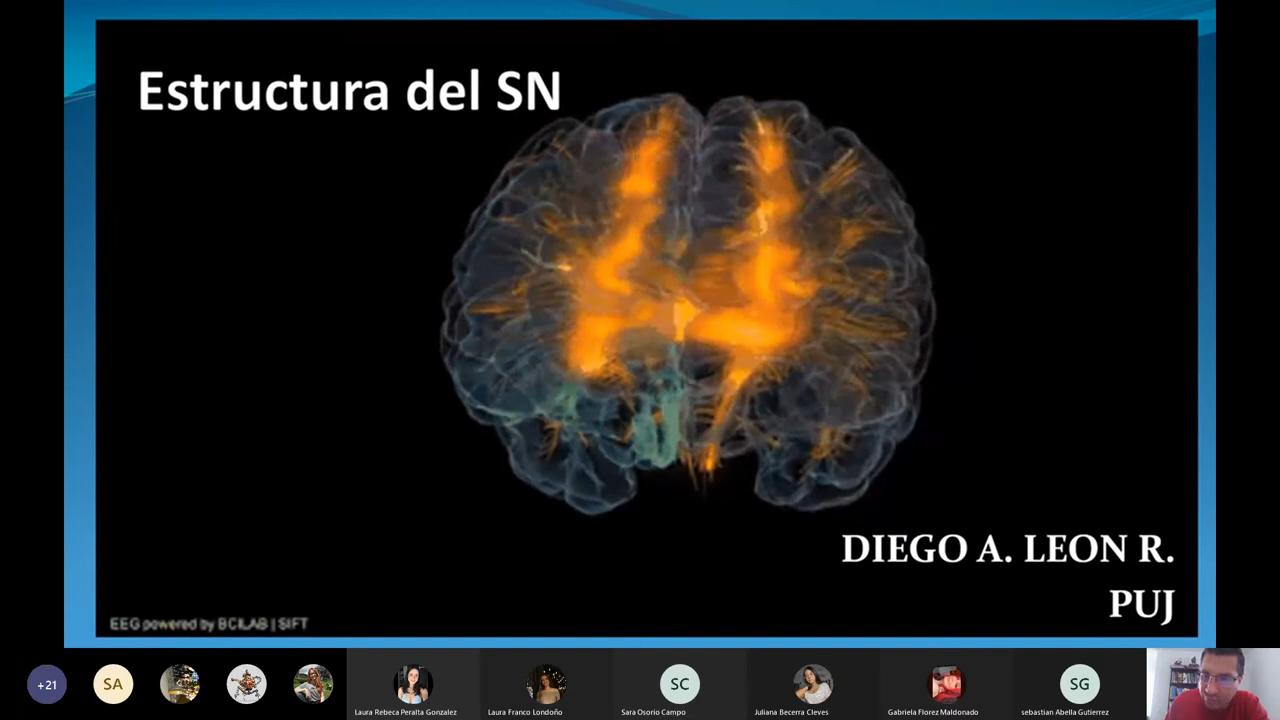 Estructura del SN
DIEGO A. LEON R.
PUJ
EEG powered by BCILAB | SIFT
+21
SA
SC
SG
Laura Rebeca Peralta Gonzalez
Laura Franco Londoño
Sara Osorio Campo
Juliana Becerra Cleves
Gabriela Florez Maldonado
sebastian Abella Gutierrez